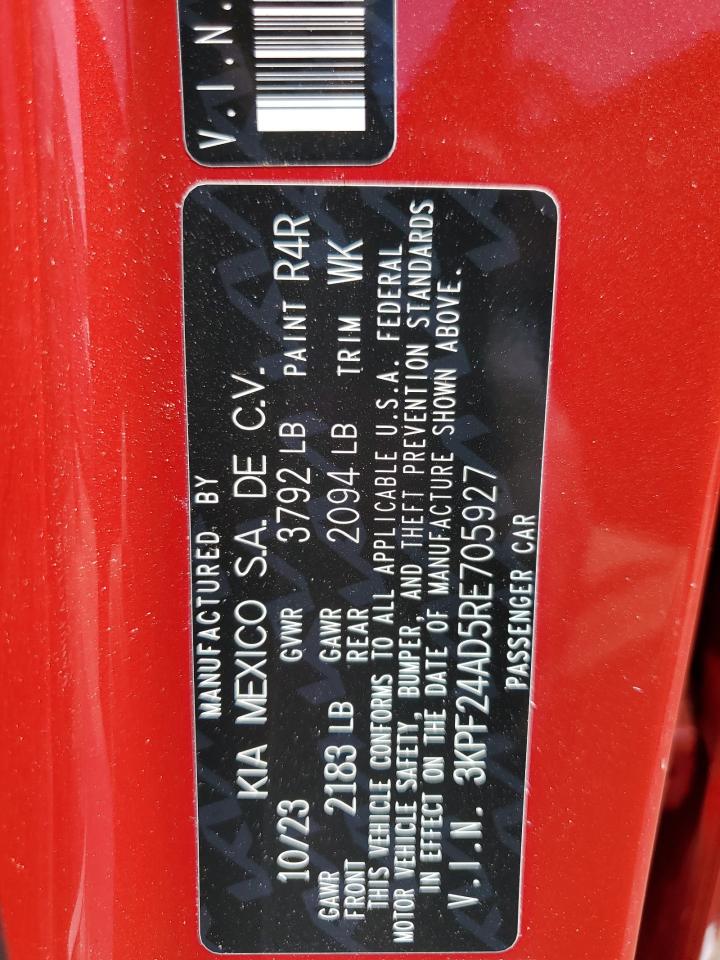 V.I.N.
MANUFACTURED BY
KIA MEXICO S.A. DE C.V.
10/23 GVWR 3792 LB PAINT R4R
GAWR FRONT 2183 LB GAWR REAR 2094 LB TRIM WK
THIS VEHICLE CONFORMS TO ALL APPLICABLE U.S.A. FEDERAL
MOTOR VEHICLE SAFETY, BUMPER, AND THEFT PREVENTION STANDARDS
IN EFFECT ON THE DATE OF MANUFACTURE SHOWN ABOVE.
V.I.N. 3KPF24AD5RE705927
PASSENGER CAR